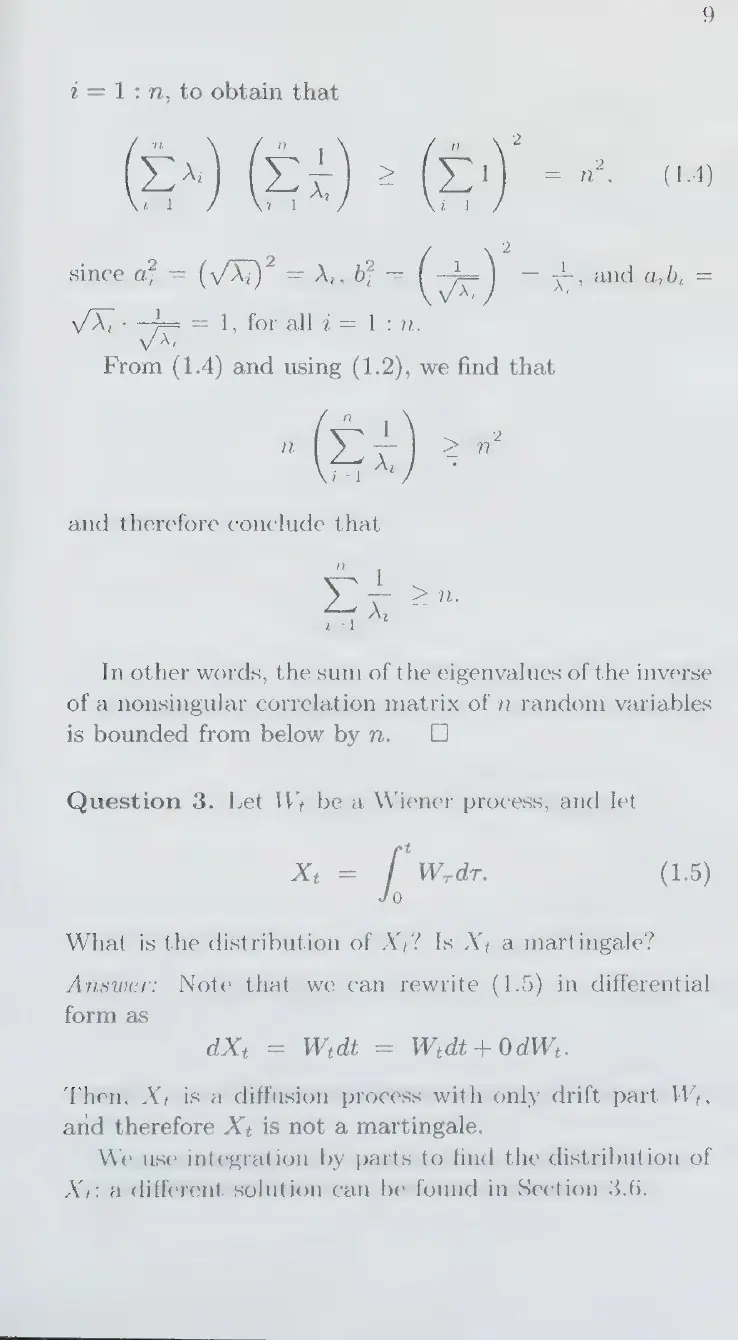 9
i = 1 : n, to obtain that
(∑_{i=1}^{n} λ_i) (∑_{i=1}^{n} 1/λ_i) ≥ (∑_{i=1}^{n} 1)^2 = n^2. (1.4)
since a_i^2 = (√λ_i)^2 = λ_i, b_i^2 = (1/√λ_i)^2 = 1/λ_i, and a_i b_i =
√λ_i · 1/√λ_i = 1, for all i = 1 : n.
From (1.4) and using (1.2), we find that
n (∑_{i=1}^{n} 1/λ_i) ≥ n^2
and therefore conclude that
∑_{i=1}^{n} 1/λ_i ≥ n.
In other words, the sum of the eigenvalues of the inverse
of a nonsingular correlation matrix of n random variables
is bounded from below by n. □
Question 3. Let W_t be a Wiener process, and let
X_t = ∫_0^t W_τ dτ. (1.5)
What is the distribution of X_t? Is X_t a martingale?
Answer: Note that we can rewrite (1.5) in differential
form as
dX_t = W_t dt = W_t dt + 0 dW_t.
Then, X_t is a diffusion process with only drift part W_t,
and therefore X_t is not a martingale.
We use integration by parts to find the distribution of
X_t; a different solution can be found in Section 3.6.